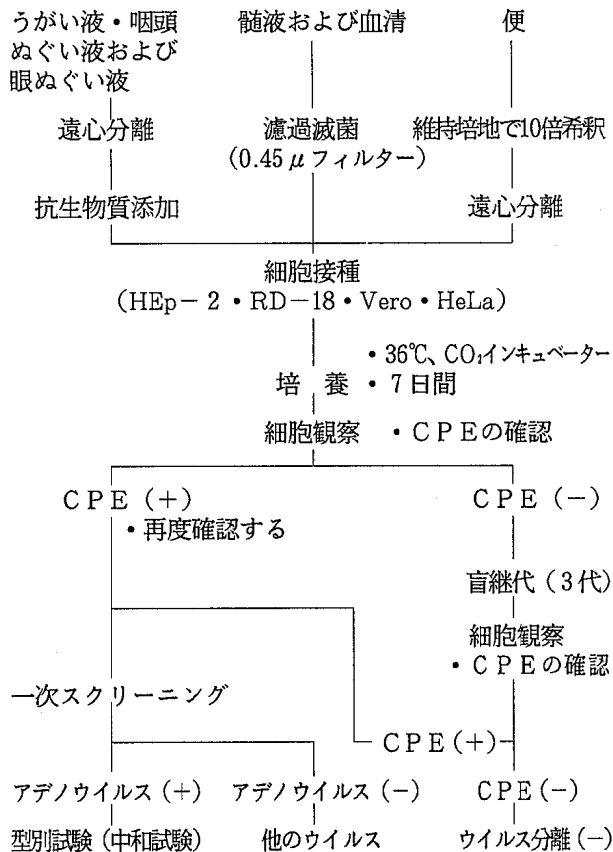 うがい液・咽頭
ぬぐい液および
眼ぬぐい液
髄液および血清
便
遠心分離
濾過滅菌
(0.45μフィルター)
維持培地で10倍希釈
抗生物質添加
遠心分離
細胞接種
(HEp-2・RD-18・Vero・HeLa)
・36℃、CO₂インキュベーター
培 養 ・7日間
細胞観察 ・CPEの確認
CPE(+)
・再度確認する
CPE(-)
盲継代(3代)
細胞観察
・CPEの確認
一次スクリーニング
CPE(+)
アデノウイルス(+)
アデノウイルス(-)
CPE(-)
型別試験(中和試験)
他のウイルス
ウイルス分離(-)